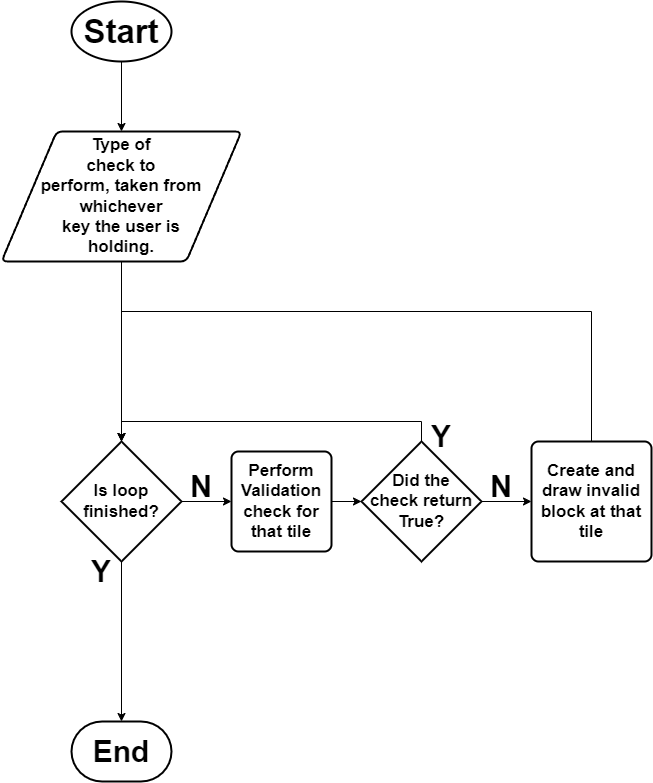 Start
Type of
check to
perform, taken from
whichever
key the user is
holding.
Is loop
finished?
N
Perform
Validation
check for
that tile
Did the
check return
True?
Y
N
Create and
draw invalid
block at that
tile
Y
End